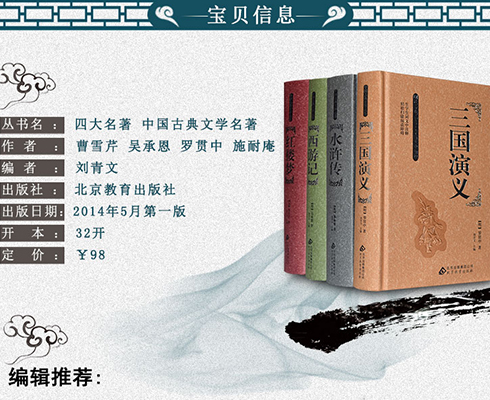 宝贝信息
丛书名 : 四大名著 中国古典文学名著
作 者 : 曹雪芹 吴承恩 罗贯中 施耐庵
编 者 : 刘青文
出版社 : 北京教育出版社
出版日期: 2014年5月第一版
开 本 : 32开
定 价 : ¥98
红楼梦
西游记
水浒传
三国演义
三国演义
编辑推荐: